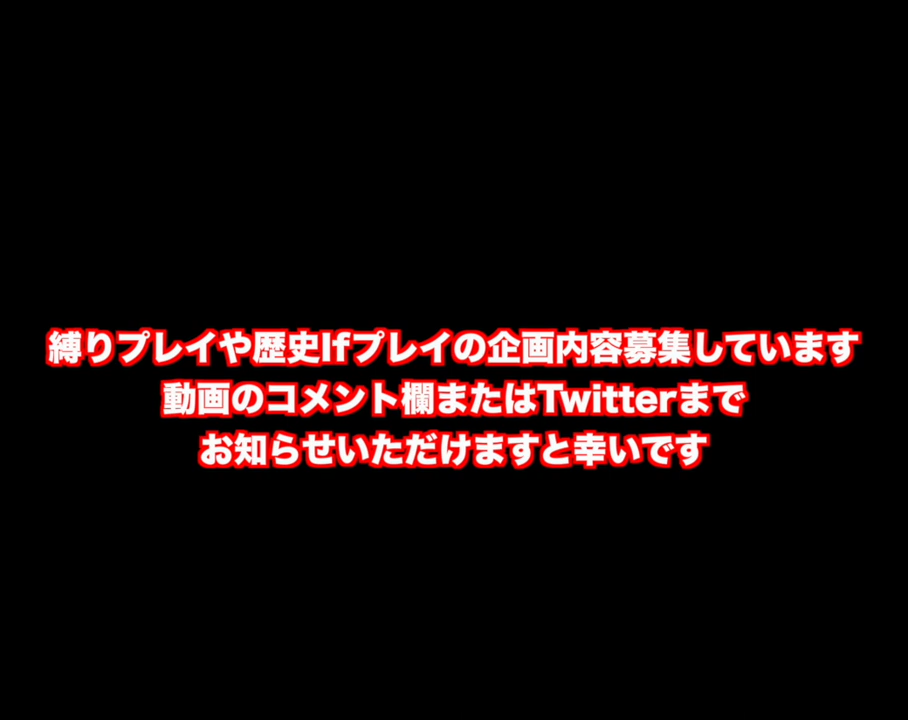 縛りプレイや歴史Ifプレイの企画内容募集しています
動画のコメント欄またはTwitterまで
お知らせいただけますと幸いです